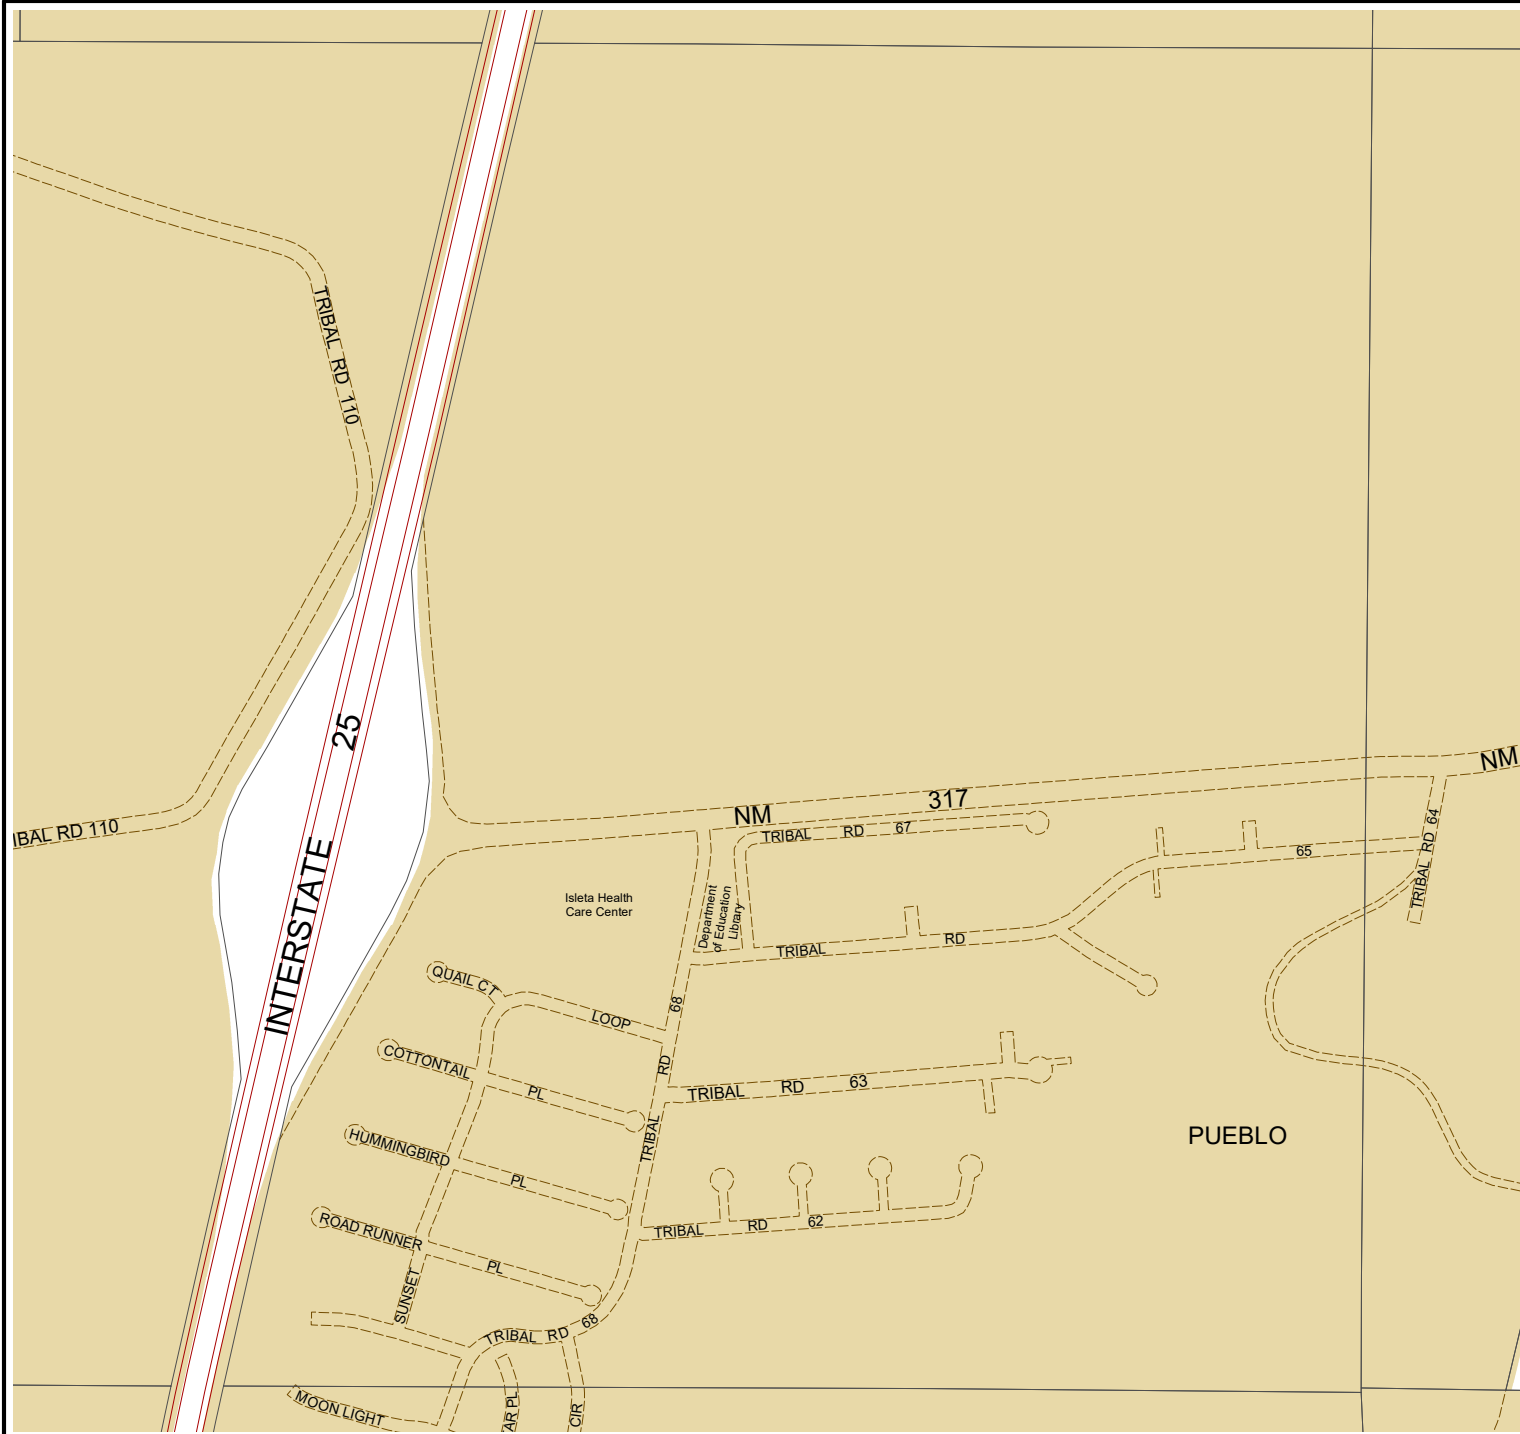 TRIBAL RD 110
25
NM
NM
317
IBAL RD 110
INTERSTATE
TRIBAL RD 67
TRIBAL RD 64
65
Isleta Health
Care Center
Department
of Education
Library
TRIBAL RD
QUAIL CT
LOOP
TRIBAL RD 68
COTTONTAIL PL
TRIBAL RD 63
PUEBLO
HUMMINGBIRD PL
ROAD RUNNER PL
TRIBAL RD 62
SUNSET
TRIBAL RD 68
MOON LIGHT
AR PL
CIR